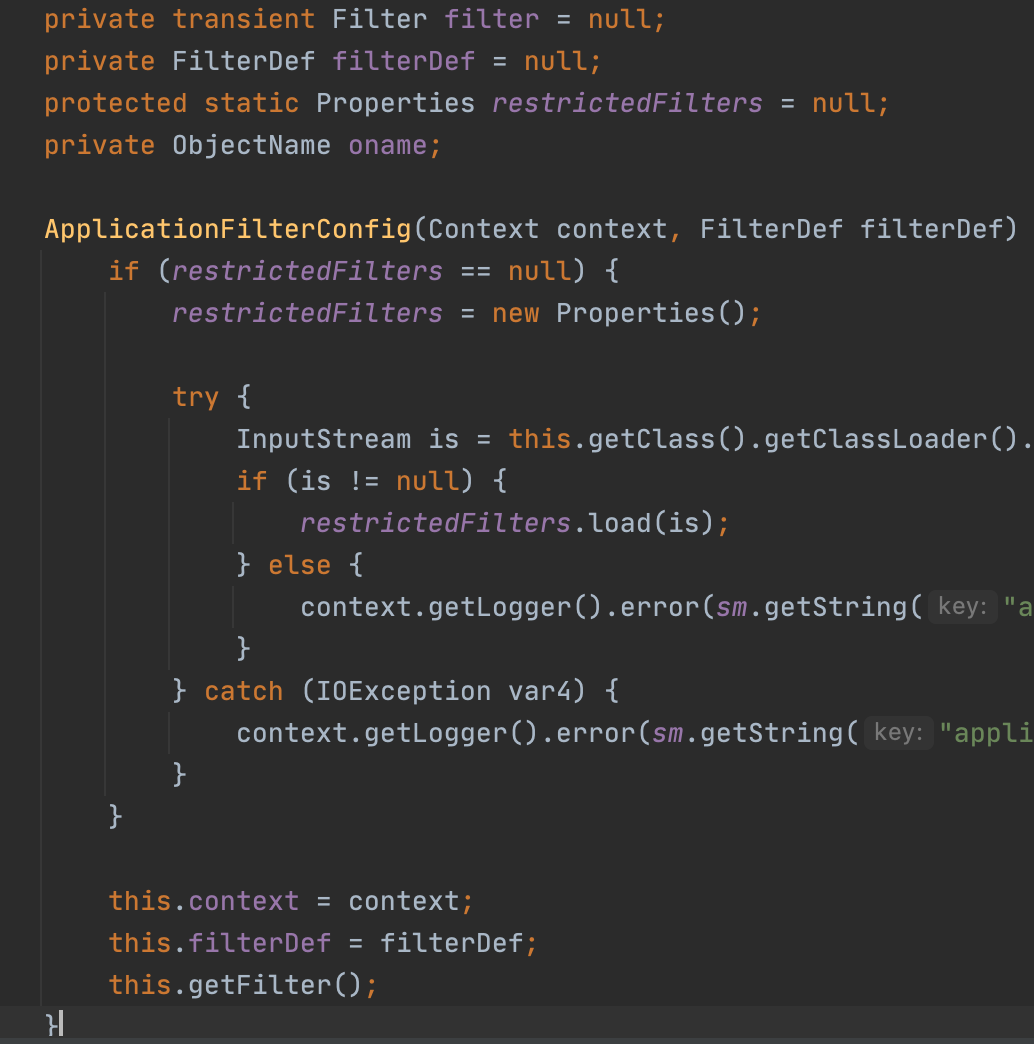 private transient Filter filter = null;
private FilterDef filterDef = null;
protected static Properties restrictedFilters = null;
private ObjectName oname;
ApplicationFilterConfig(Context context, FilterDef filterDef)
if (restrictedFilters == null) {
restrictedFilters = new Properties();
try {
InputStream is = this.getClass().getClassLoader().
if (is != null) {
restrictedFilters.load(is);
} else {
context.getLogger().error(sm.getString( key: "a
}
} catch (IOException var4) {
context.getLogger().error(sm.getString( key: "appli
}
}
this.context = context;
this.filterDef = filterDef;
this.getFilter();
}